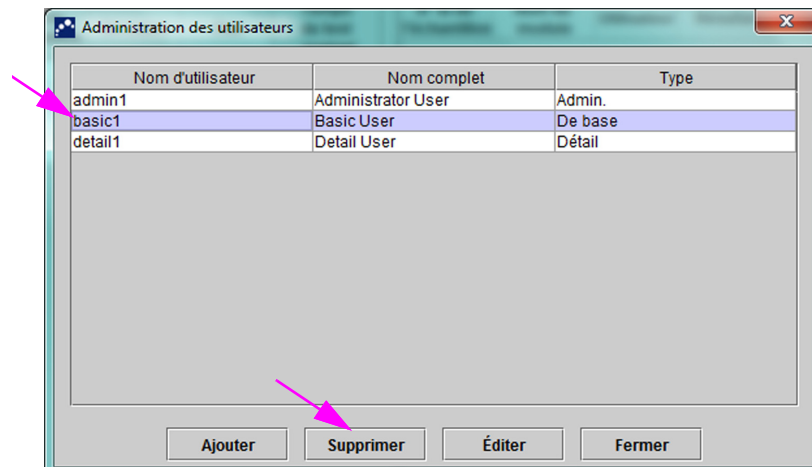 Administration des utilisateurs
Nom d'utilisateur Nom complet Type
admin1 Administrator User Admin.
basic1 Basic User De base
detail1 Detail User Détail
Ajouter Supprimer Éditer Fermer